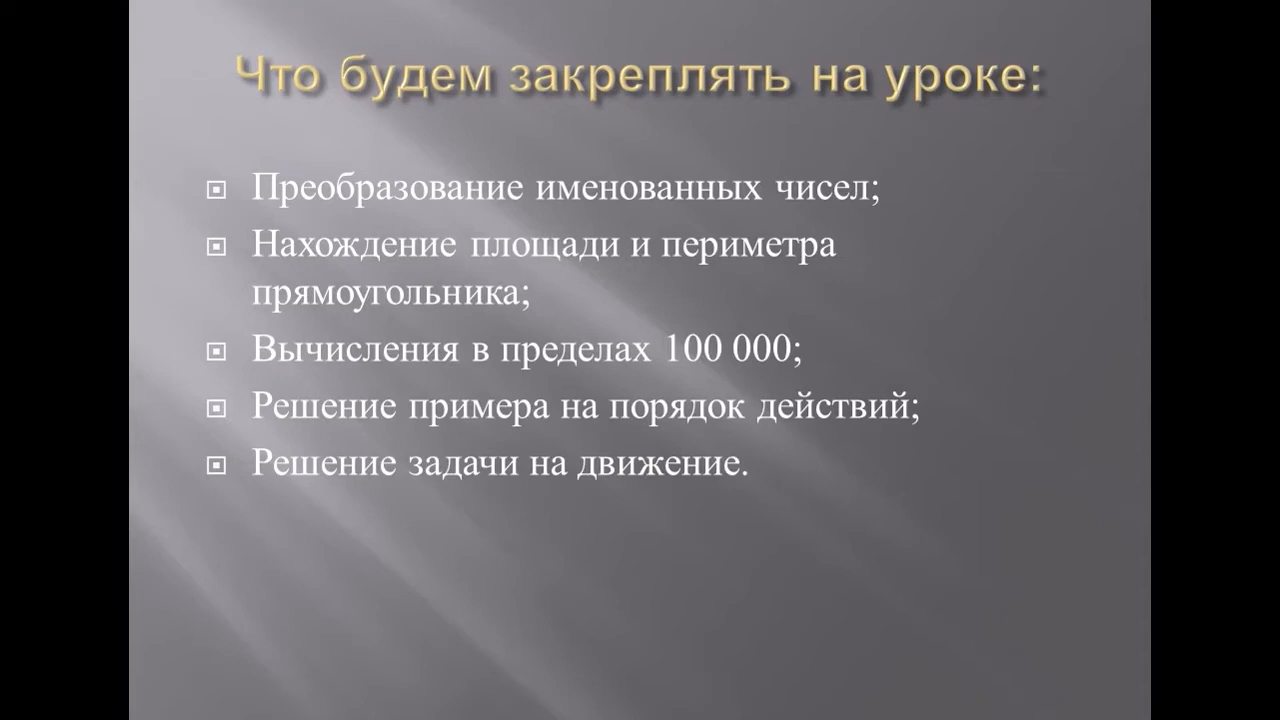 Что будем закреплять на уроке:
Преобразование именованных чисел;
Нахождение площади и периметра
прямоугольника;
Вычисления в пределах 100 000;
Решение примера на порядок действий;
Решение задачи на движение.